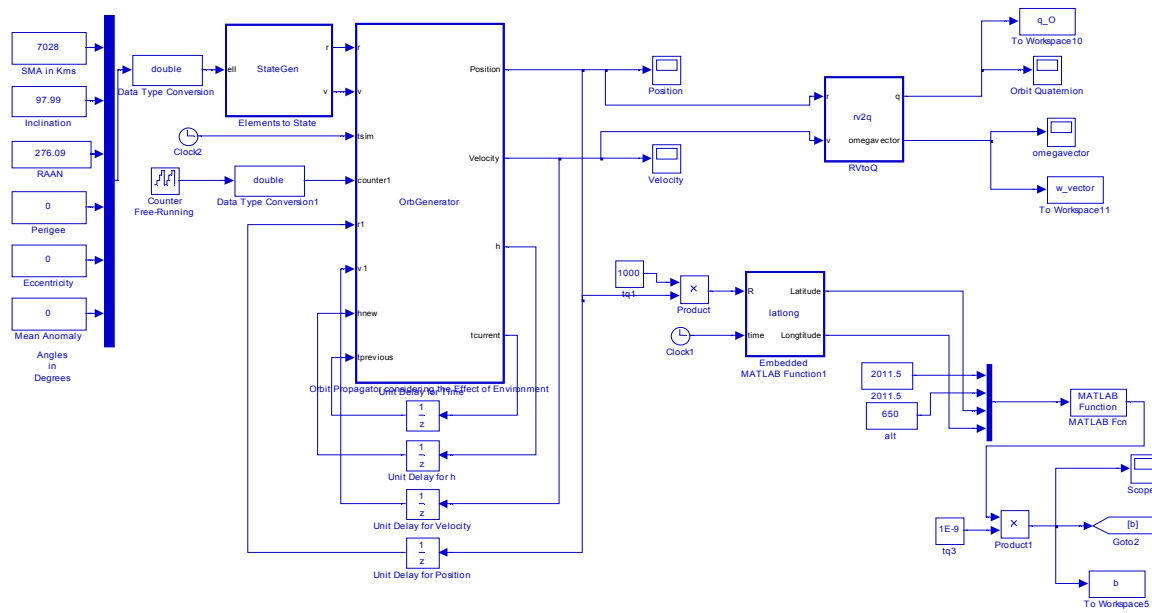 7028
SMA in Kms
97.99
Inclination
276.09
RAAN
0
Perigee
0
Eccentricity
0
Mean Anomaly
Angles
in
Degrees
double
Data Type Conversion
ell
StateGen
r
v
Elements to State
Clock2
Counter
Free-Running
double
Data Type Conversion1
r
v
tsim
counter1
r1
v1
hnew
tprevious
OrbGenerator
Position
Velocity
h
tcurrent
Orbit Propagator considering the Effect of Environment
Unit Delay for Time
1
z
1
z
Unit Delay for h
1
z
Unit Delay for Velocity
1
z
Unit Delay for Position
Position
Velocity
r
v
rv2q
q
omegavector
RVtoQ
q_O
To Workspace10
Orbit Quaternion
omegavector
w_vector
To Workspace11
1000
tq1
×
Product
Clock1
R
time
latlong
Latitude
Longtitude
Embedded
MATLAB Function1
2011.5
2011.5
650
alt
MATLAB
Function
MATLAB Fcn
1E-9
tq3
×
Product1
Scope
[b]
Goto2
b
To Workspace5